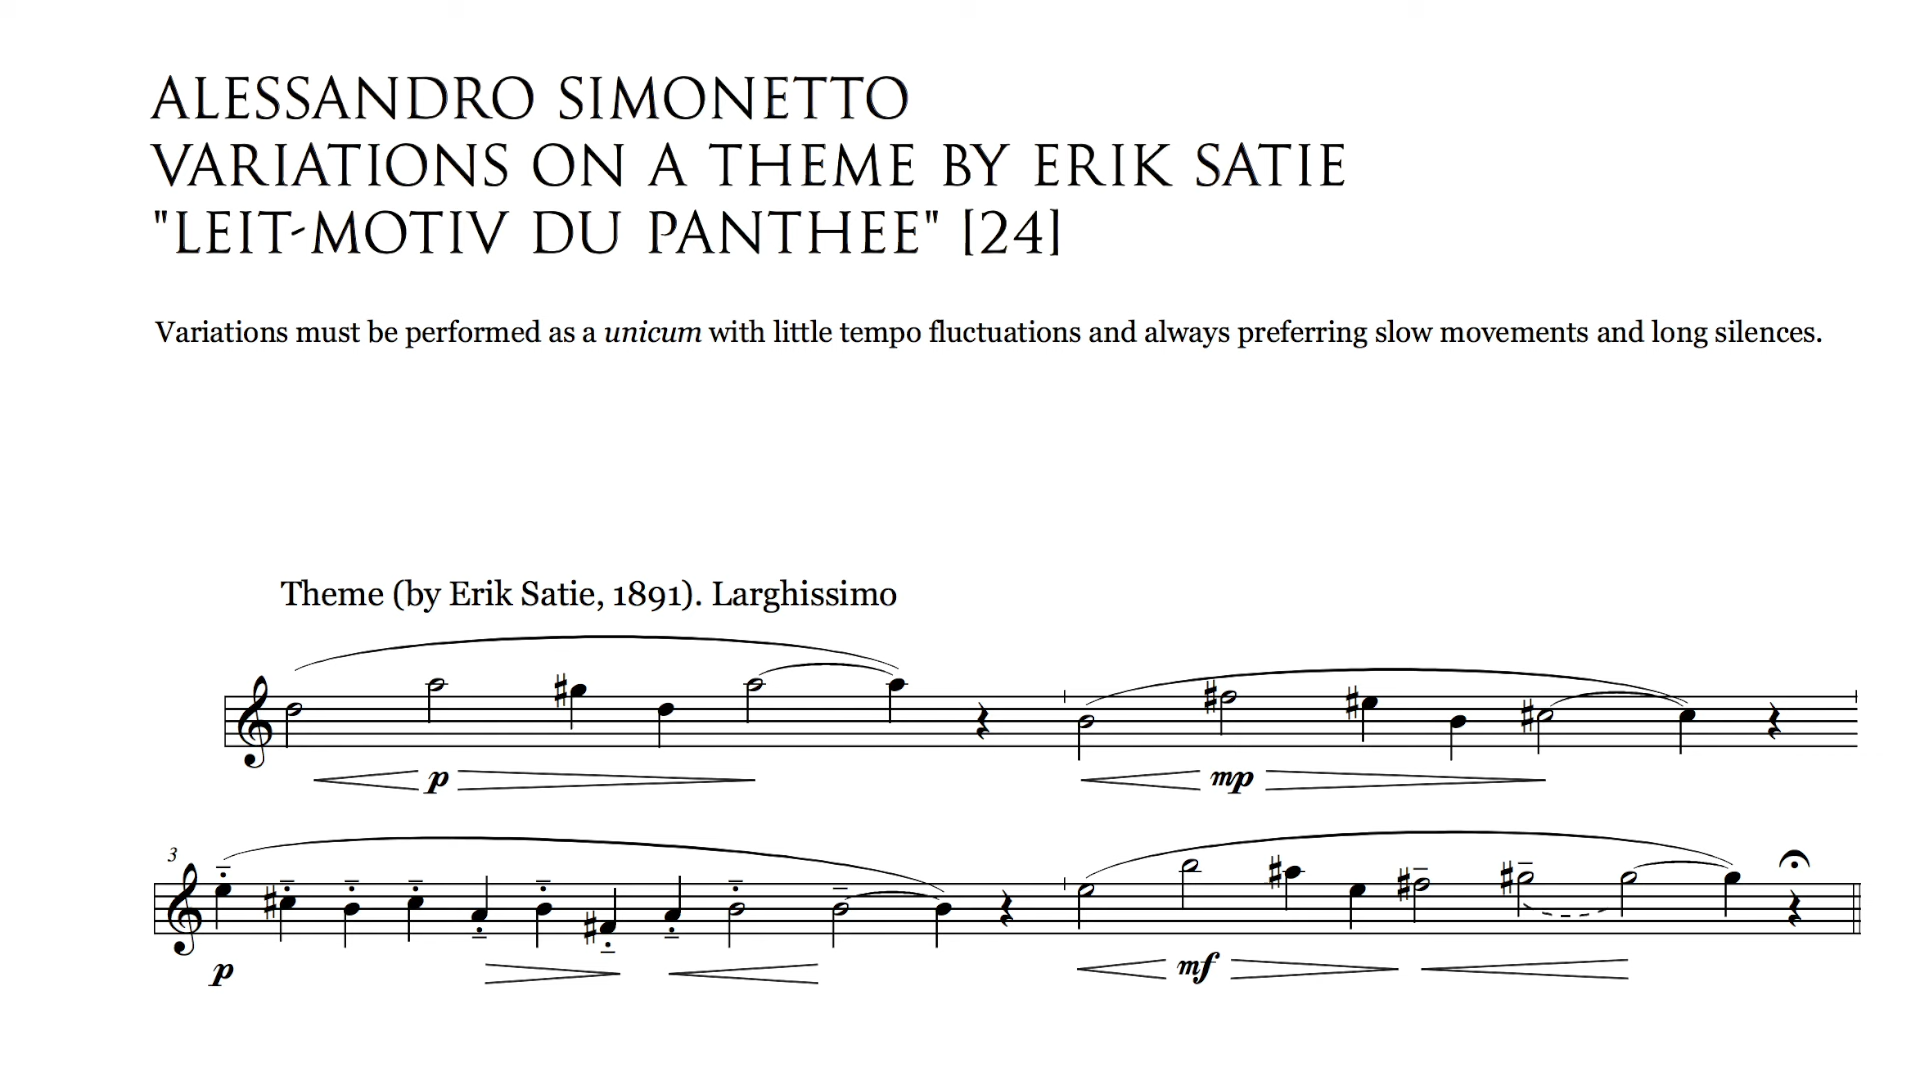 ALESSANDRO SIMONETTO
VARIATIONS ON A THEME BY ERIK SATIE
"LEIT-MOTIV DU PANTHEE" [24]
Variations must be performed as a unicum with little tempo fluctuations and always preferring slow movements and long silences.
Theme (by Erik Satie, 1891). Larghissimo
p mp
3
p mf